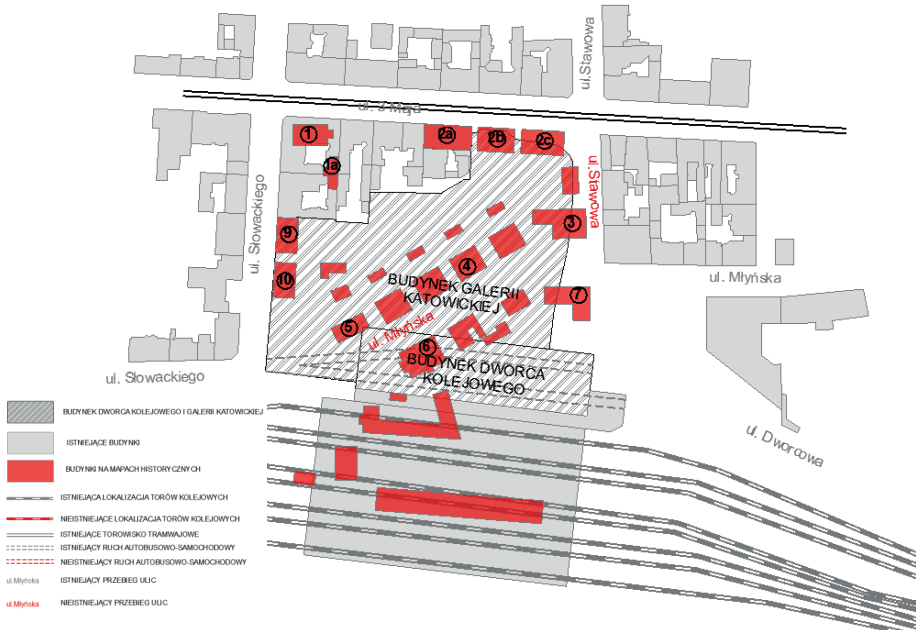 ul.Stawowa
ul. 3 Maja
1
2a
2b
2c
1a
ul.Stawowa
ul. Słowackiego
9
3
4
10
ul. Młyńska
BUDYNEK GALERII
KATOWICKIEJ
7
5
ul. Młyńska
6
BUDYNEK DWORCA
KOLEJOWEGO
ul. Słowackiego
ul. Dworcowa
BUDYNEK DWORCA KOLEJOWEGO I GALERII KATOWICKIEJ
ISTNIEJĄCE BUDYNKI
BUDYNKI NA MAPACH HISTORYCZNYCH
ISTNIEJĄCA LOKALIZACJA TORÓW KOLEJOWYCH
NIEISTNIEJĄCE LOKALIZACJA TORÓW KOLEJOWYCH
ISTNIEJĄCE TOROWISKO TRAMWAJOWE
ISTNIEJĄCY RUCH AUTOBUSOWO-SAMOCHODOWY
NIEISTNIEJĄCY RUCH AUTOBUSOWO-SAMOCHODOWY
ul.Młyńska ISTNIEJĄCY PRZEBIEG ULIC
ul.Młyńska NIEISTNIEJĄCY PRZEBIEG ULIC